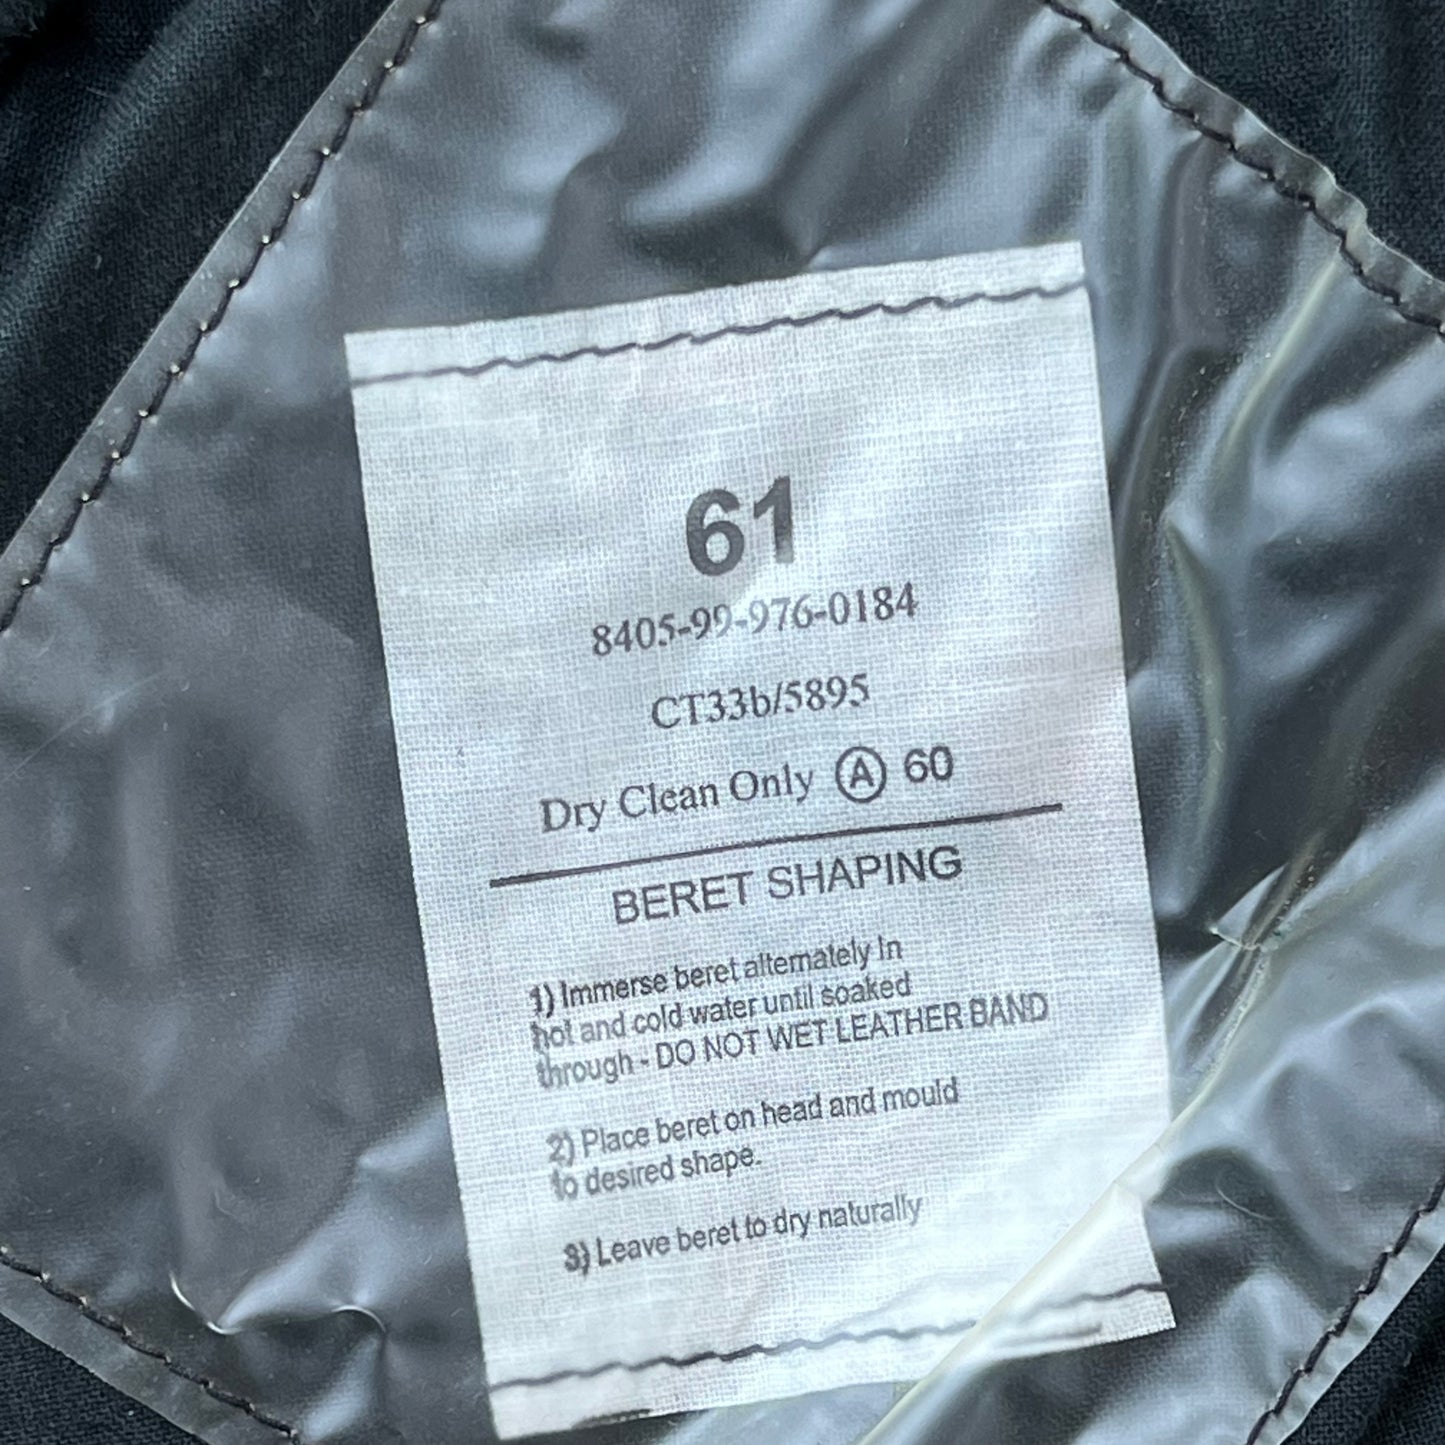 61
8405-99-976-0184
CT33b/5895
Dry Clean Only Ⓐ 60
BERET SHAPING
1) Immerse beret alternately In
hot and cold water until soaked
through - DO NOT WET LEATHER BAND
2) Place beret on head and mould
to desired shape.
3) Leave beret to dry naturally